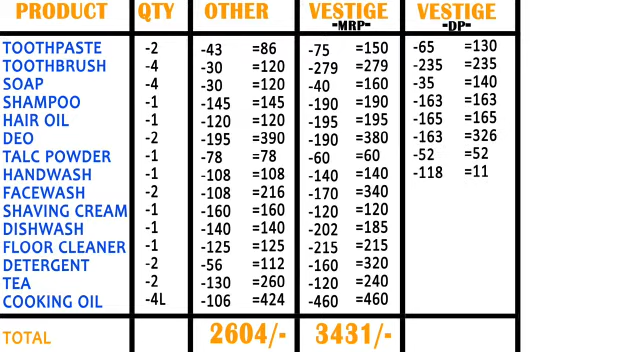 PRODUCT QTY OTHER VESTIGE VESTIGE
-MRP- -DP-
TOOTHPASTE -2 -43 =86 -75 =150 -65 =130
TOOTHBRUSH -4 -30 =120 -279 =279 -235 =235
SOAP -4 -30 =120 -40 =160 -35 =140
SHAMPOO -1 -145 =145 -190 =190 -163 =163
HAIR OIL -1 -120 =120 -195 =195 -165 =165
DEO -2 -195 =390 -190 =380 -163 =326
TALC POWDER -1 -78 =78 -60 =60 -52 =52
HANDWASH -1 -108 =108 -140 =140 -118 =11
FACEWASH -2 -108 =216 -170 =340
SHAVING CREAM -1 -160 =160 -120 =120
DISHWASH -1 -140 =140 -202 =185
FLOOR CLEANER -1 -125 =125 -215 =215
DETERGENT -2 -56 =112 -160 =320
TEA -2 -130 =260 -120 =240
COOKING OIL -4L -106 =424 -460 =460
TOTAL 2604/- 3431/-